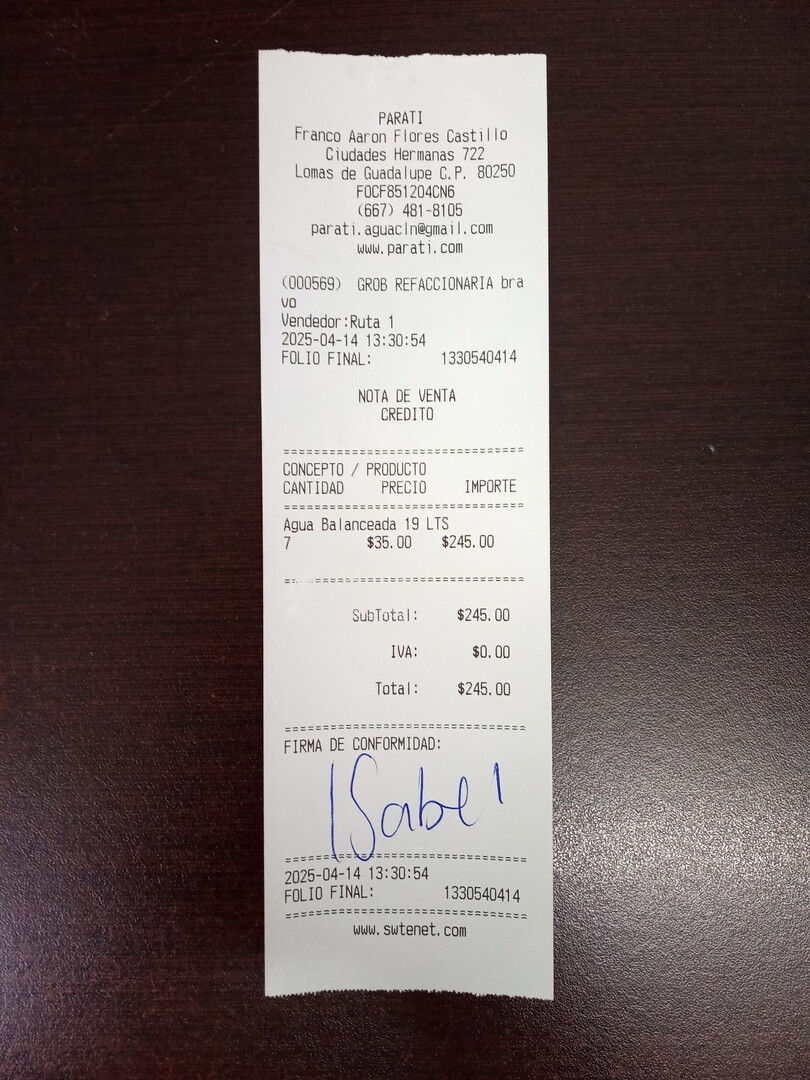 PARATI
Franco Aaron Flores Castillo
Ciudades Hermanas 722
Lomas de Guadalupe C.P. 80250
FOCF851204CN6
(667) 481-8105
parati.aguacln@gmail.com
www.parati.com
(000569) GROB REFACCIONARIA bra
vo
Vendedor:Ruta 1
2025-04-14 13:30:54
FOLIO FINAL: 1330540414
NOTA DE VENTA
CREDITO
CONCEPTO / PRODUCTO
CANTIDAD PRECIO IMPORTE
Agua Balanceada 19 LTS
7 $35.00 $245.00
SubTotal: $245.00
IVA: $0.00
Total: $245.00
FIRMA DE CONFORMIDAD:
Isabel
2025-04-14 13:30:54
FOLIO FINAL: 1330540414
www.swtenet.com